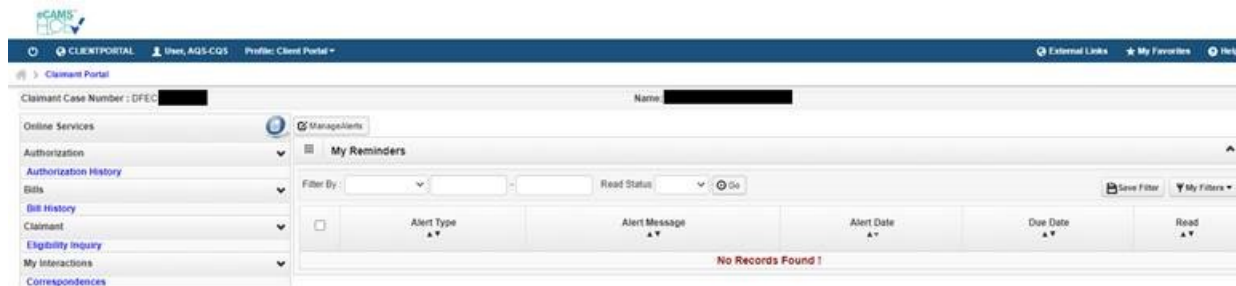 eCAMS™
HCE
CLIENTPORTAL User, AQS-CQS Profile: Client Portal External Links My Favorites Help
> Claimant Portal
Claimant Case Number : DFEC Name:
Online Services
Authorization
Authorization History
Bills
Bill History
Claimant
Eligibility Inquiry
My Interactions
Correspondences
ManageAlerts
My Reminders
Filter By : - Read Status Go Save Filter My Filters
Alert Type Alert Message Alert Date Due Date Read
No Records Found !